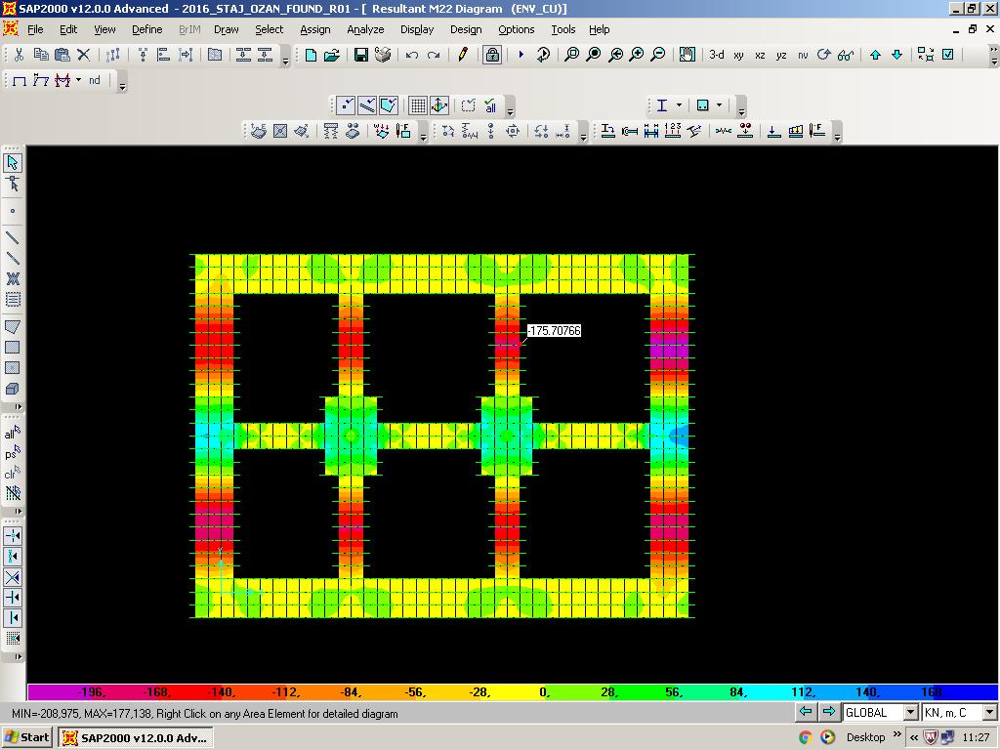 SAP2000 v12.0.0 Advanced - 2016_STAJ_OZAN_FOUND_R01 - [ Resultant M22 Diagram (ENV_CU)]
File Edit View Define BrIM Draw Select Assign Analyze Display Design Options Tools Help
3-d xy xz yz nv
nd
all
-175.70766
all
ps
clr
Y
-196, -168, -140, -112, -84, -56, -28, 0, 28, 56, 84, 112, 140, 168
MIN=-208,975, MAX=177,138, Right Click on any Area Element for detailed diagram GLOBAL KN, m, C
Start SAP2000 v12.0.0 Adv... Desktop 11:27